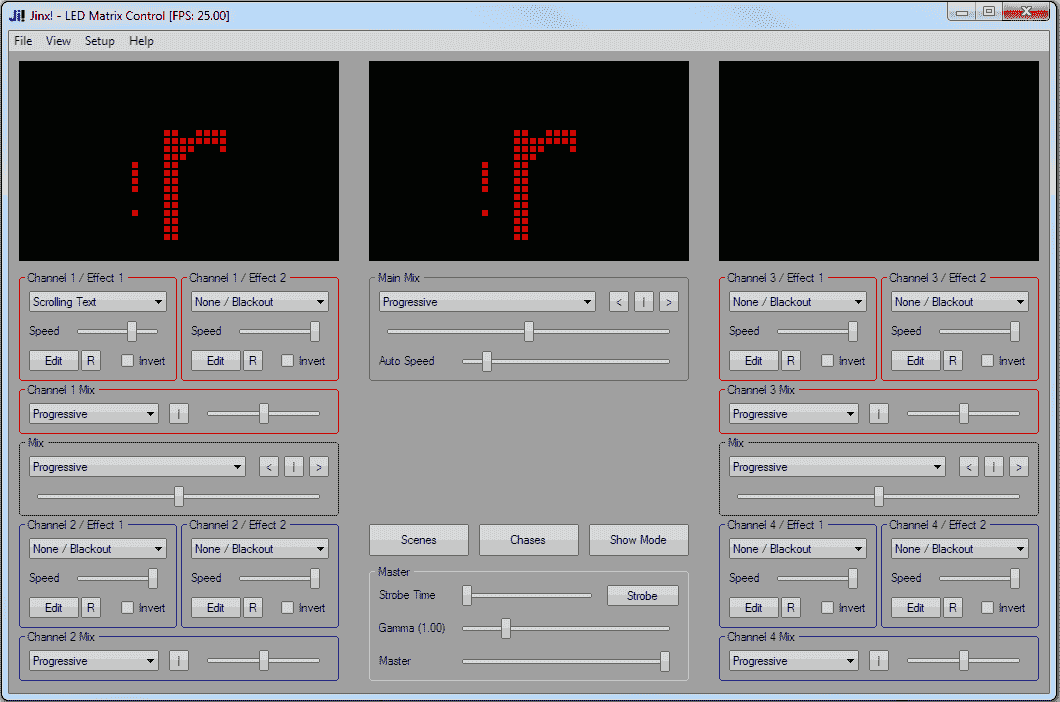 Jinx! - LED Matrix Control [FPS: 25.00]
File View Setup Help
r
Channel 1 / Effect 1 Channel 1 / Effect 2 Main Mix Channel 3 / Effect 1 Channel 3 / Effect 2
Scrolling Text None / Blackout Progressive < | > None / Blackout None / Blackout
Speed Speed Speed Speed
Edit R Invert Edit R Invert Auto Speed Edit R Invert Edit R Invert
Channel 1 Mix Channel 3 Mix
Progressive | Progressive |
Mix Mix
Progressive < | > Progressive < | >
Channel 2 / Effect 1 Channel 2 / Effect 2 Channel 4 / Effect 1 Channel 4 / Effect 2
None / Blackout None / Blackout Scenes Chases Show Mode None / Blackout None / Blackout
Speed Speed Master Speed Speed
Strobe Time Strobe
Edit R Invert Edit R Invert Gamma (1.00) Edit R Invert Edit R Invert
Channel 2 Mix Channel 4 Mix
Progressive | Master Progressive |